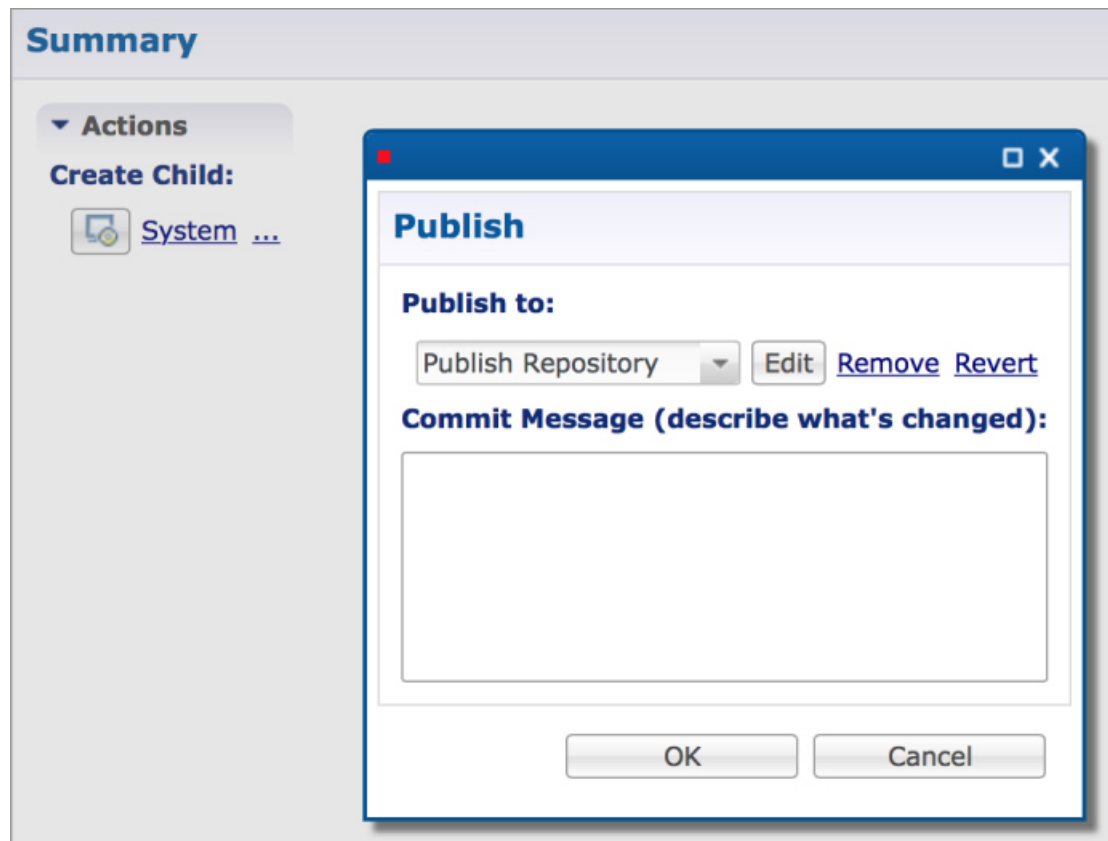 Summary
Actions
Create Child:
System ...
Publish
Publish to:
Publish Repository Edit Remove Revert
Commit Message (describe what's changed):
OK Cancel